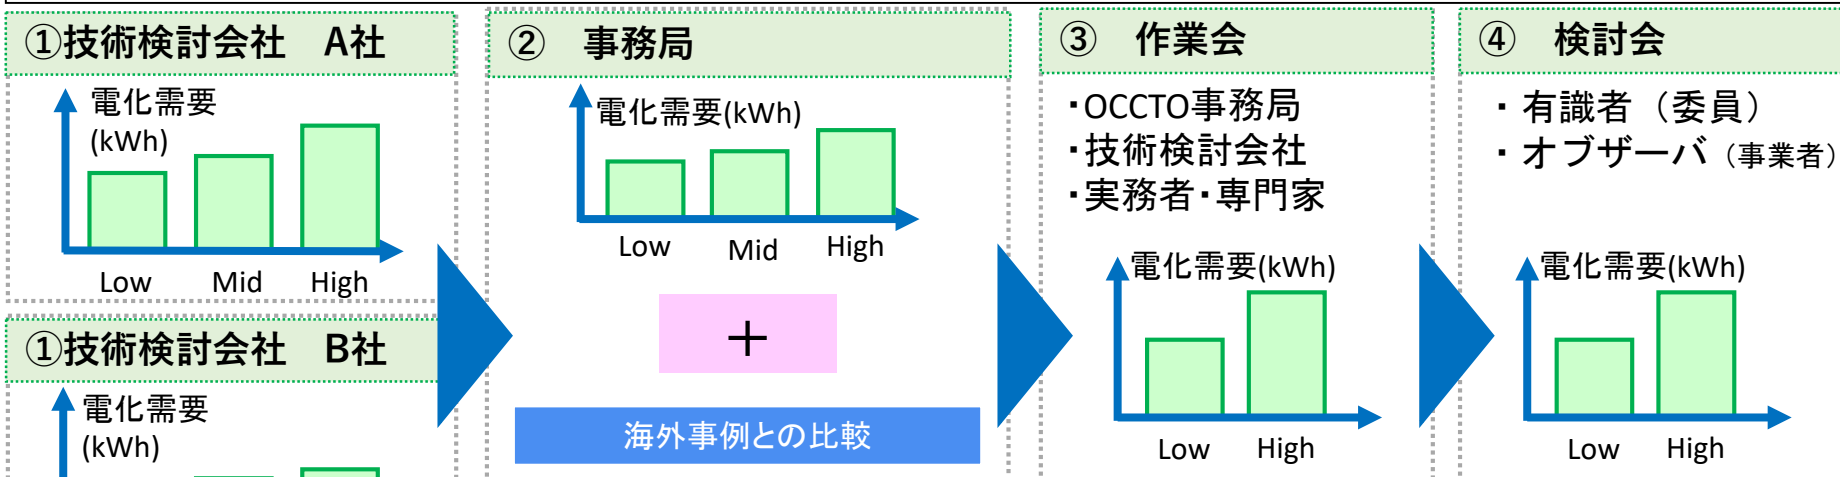 ①技術検討会社　A社
電化需要
(kWh)
Low Mid High
①技術検討会社　B社
電化需要
(kWh)
②　事務局
電化需要(kWh)
Low Mid High
＋
海外事例との比較
③　作業会
・OCCTO事務局
・技術検討会社
・実務者・専門家
電化需要(kWh)
Low High
④　検討会
・有識者（委員）
・オブザーバ（事業者）
電化需要(kWh)
Low High